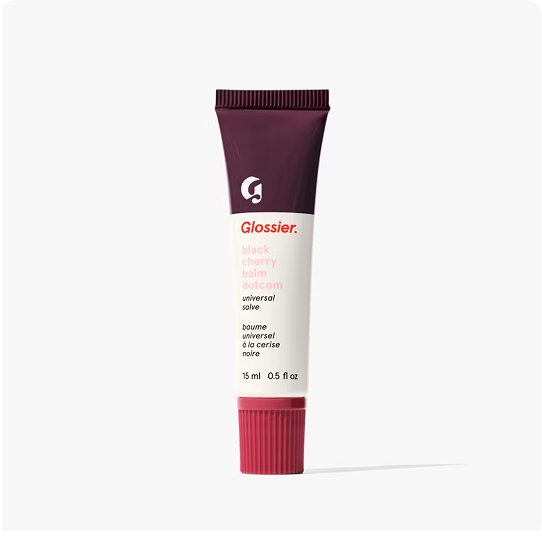 G
Glossier.
black
cherry
balm
dotcom
universal
salve
baume
universel
à la cerise
noire
15 ml 0.5 fl oz